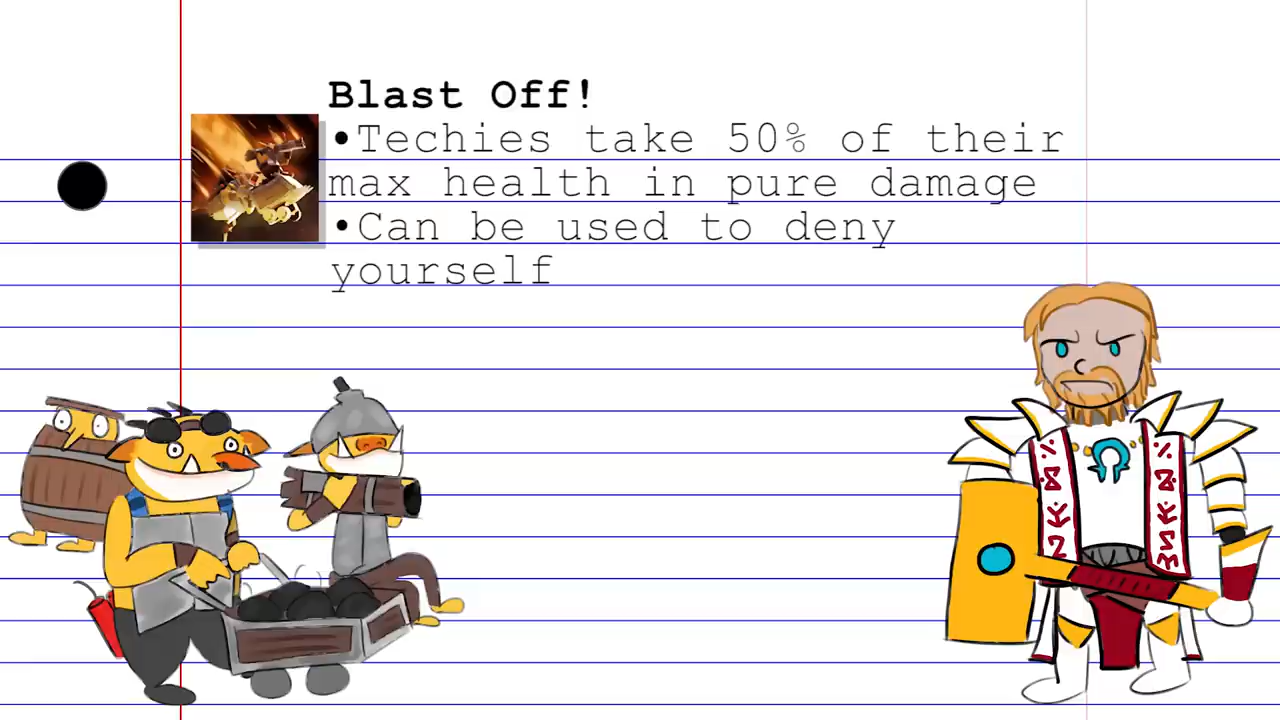 Blast Off!
•Techies take 50% of their
max health in pure damage
•Can be used to deny
yourself